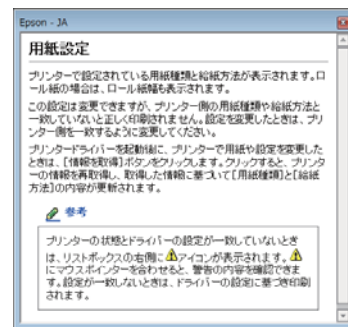 Epson - JA
用紙設定
プリンターで設定されている用紙種類と給紙方法が表示されます。ロ
ール紙の場合は、ロール紙幅も表示されます。
この設定は変更できますが、プリンター側の用紙種類や給紙方法と
一致していないと正しく印刷されません。設定を変更したときは、プリ
ンター側を一致するように変更してください。
プリンタードライバーを起動後に、プリンターで用紙や設定を変更した
ときは、[情報を取得]ボタンをクリックします。クリックすると、プリンタ
ーの情報を再取得し、取得した情報に基づいて[用紙種類]と[給紙
方法]の内容が更新されます。
参考
プリンターの状態とドライバーの設定が一致していないとき
は、リストボックスの右側にアイコンが表示されます。
にマウスポインターを合わせると、警告の内容を確認できま
す。設定が一致しないときは、ドライバーの設定に基づき印刷
されます。